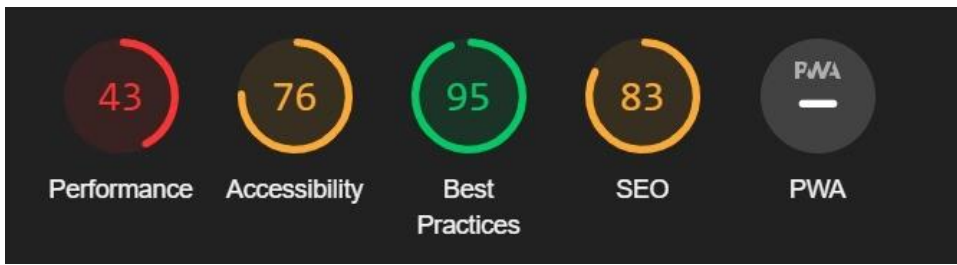 43
76
95
83
PWA
Performance
Accessibility
Best
Practices
SEO
PWA